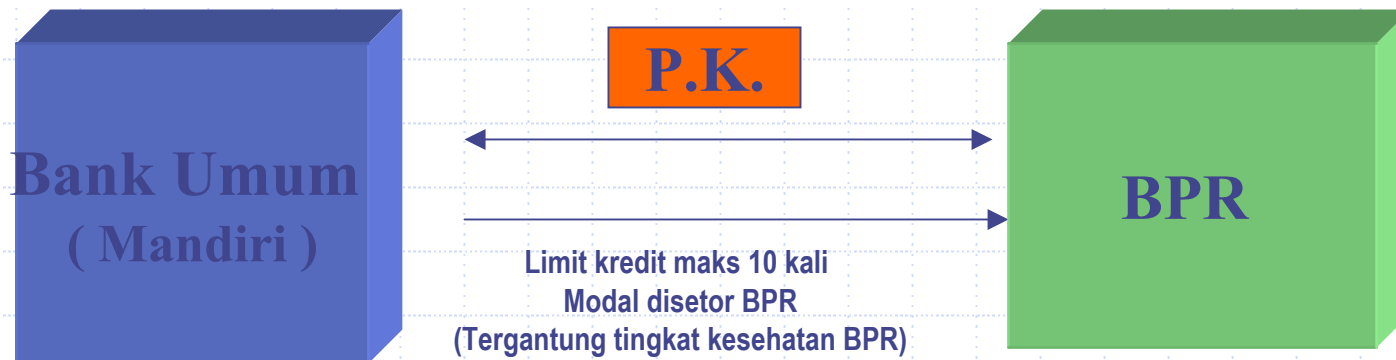 P.K.
Bank Umum
( Mandiri )
BPR
Limit kredit maks 10 kali
Modal disetor BPR
(Tergantung tingkat kesehatan BPR)